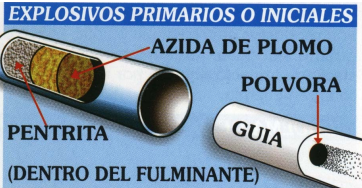 EXPLOSIVOS PRIMARIOS O INICIALES
AZIDA DE PLOMO
POLVORA
GUIA
PENTRITA
(DENTRO DEL FULMINANTE)